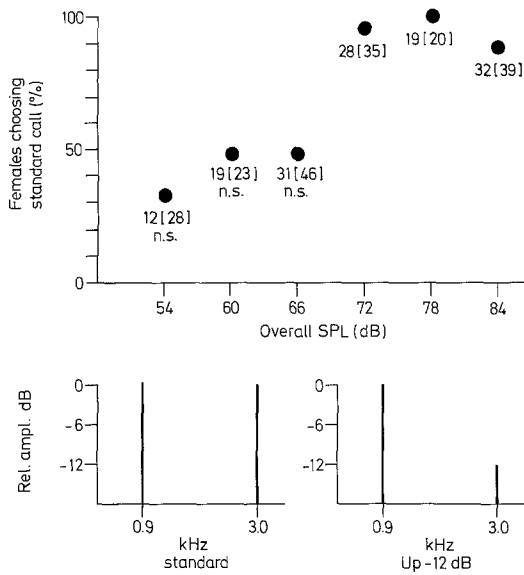 Females choosing
standard call (%)
100
50
0
28 [35]
19 [20]
32 [39]
19 [23]
n.s.
31 [46]
n.s.
12 [28]
n.s.
54 60 66 72 78 84
Overall SPL (dB)
Rel. ampl. dB
0
-6
-12
0.9 3.0
kHz
standard
0
-6
-12
0.9 3.0
kHz
Up -12 dB